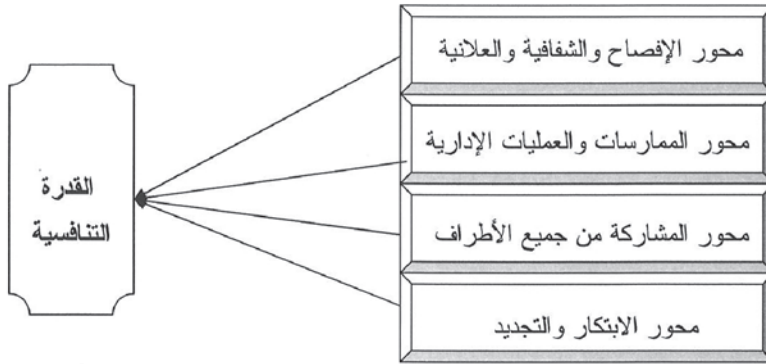 محور الإفصاح والشفافية والعلانية
محور الممارسات والعمليات الإدارية
محور المشاركة من جميع الأطراف
محور الابتكار والتجديد
القدرة
التنافسية